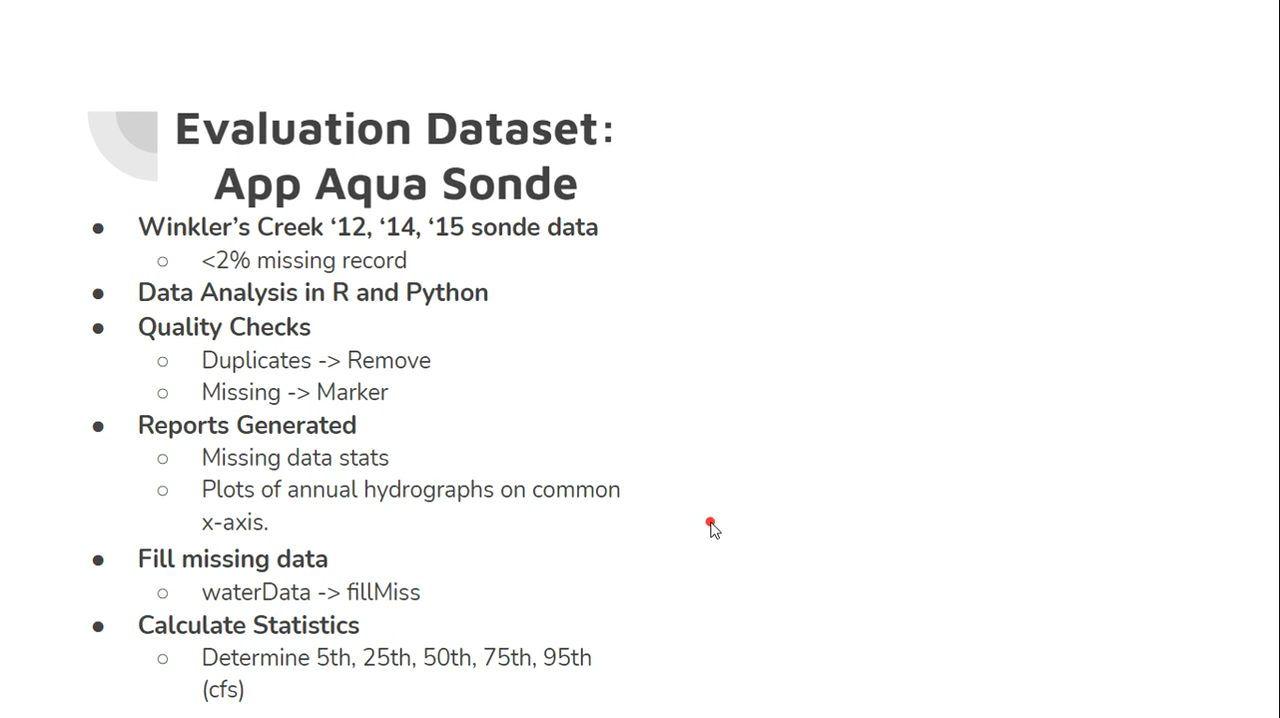 Evaluation Dataset:
App Aqua Sonde
● Winkler’s Creek ‘12, ‘14, ‘15 sonde data
○ <2% missing record
● Data Analysis in R and Python
● Quality Checks
○ Duplicates -> Remove
○ Missing -> Marker
● Reports Generated
○ Missing data stats
○ Plots of annual hydrographs on common
x-axis.
● Fill missing data
○ waterData -> fillMiss
● Calculate Statistics
○ Determine 5th, 25th, 50th, 75th, 95th
(cfs)